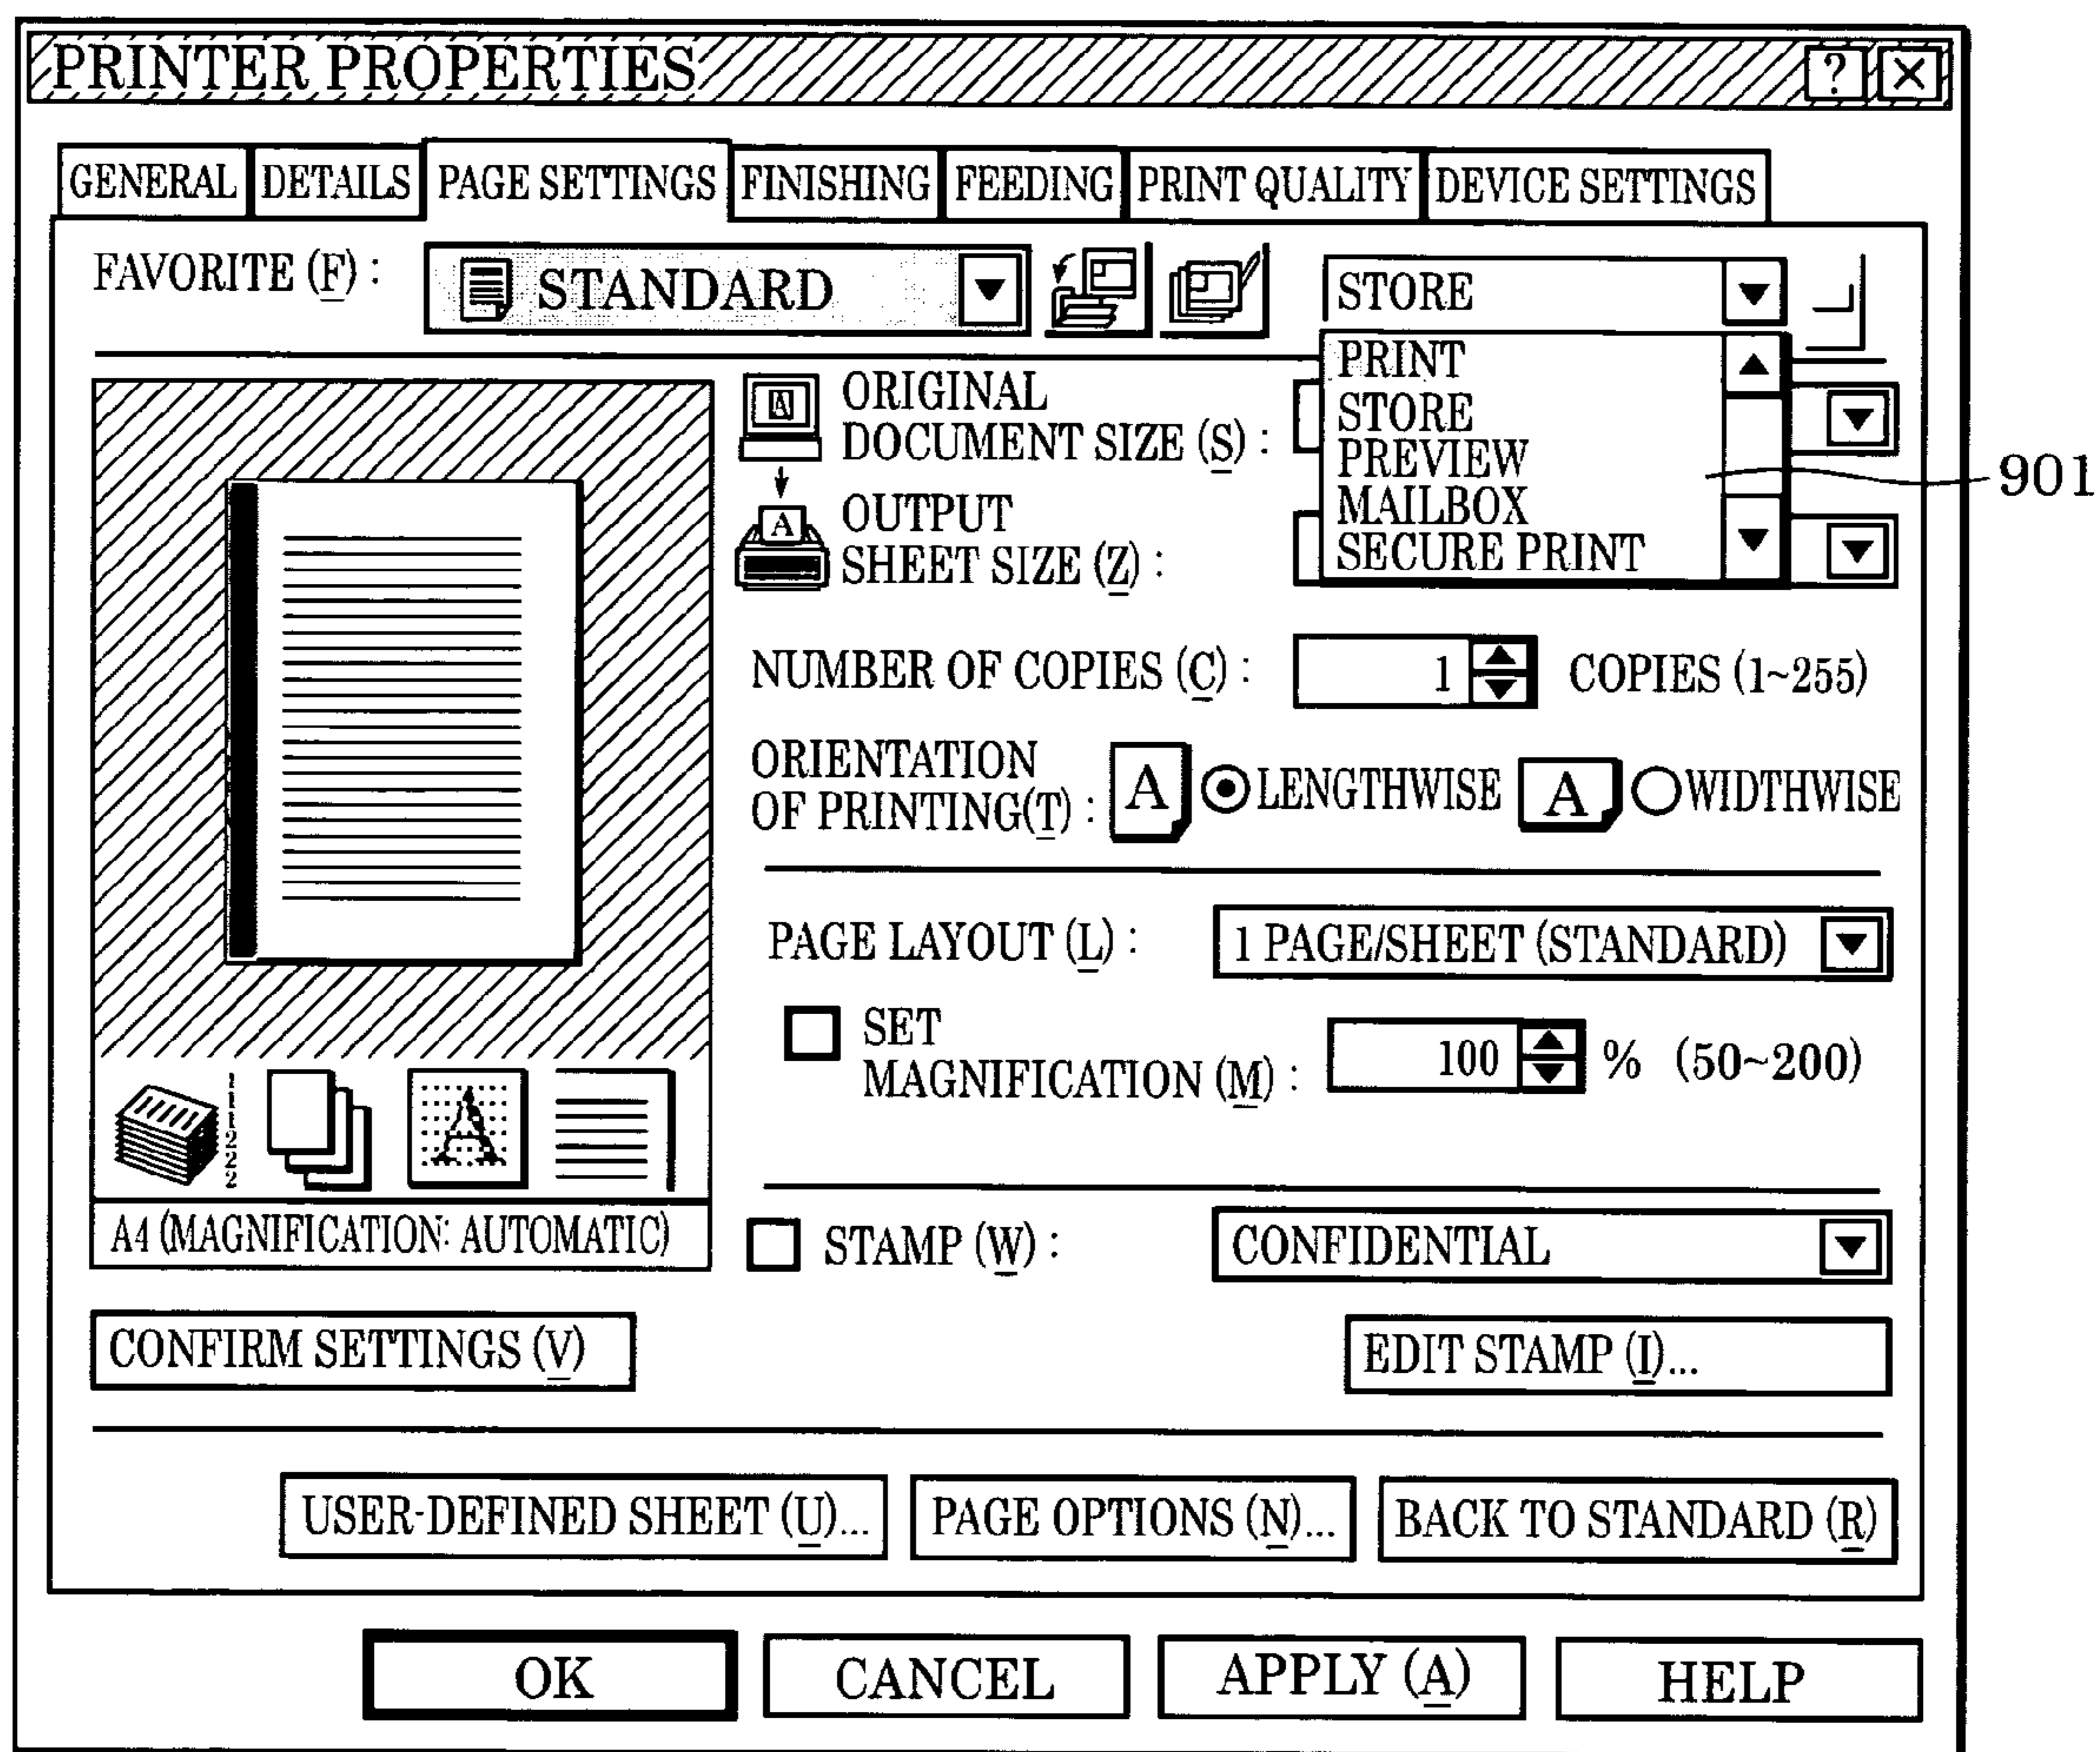 PRINTER PROPERTIES ? X
GENERAL DETAILS PAGE SETTINGS FINISHING FEEDING PRINT QUALITY DEVICE SETTINGS
FAVORITE (F) : STANDARD STORE
PRINT
STORE
PREVIEW
MAILBOX
SECURE PRINT
901
A ORIGINAL
DOCUMENT SIZE (S) :
A OUTPUT
SHEET SIZE (Z) :
NUMBER OF COPIES (C) : 1 COPIES (1~255)
ORIENTATION
OF PRINTING(T) : A LENGTHWISE A WIDTHWISE
PAGE LAYOUT (L) : 1 PAGE/SHEET (STANDARD)
SET
MAGNIFICATION (M) : 100 % (50~200)
A
A4 (MAGNIFICATION: AUTOMATIC)
STAMP (W) : CONFIDENTIAL
CONFIRM SETTINGS (V) EDIT STAMP (I)...
USER-DEFINED SHEET (U)... PAGE OPTIONS (N)... BACK TO STANDARD (R)
OK CANCEL APPLY (A) HELP